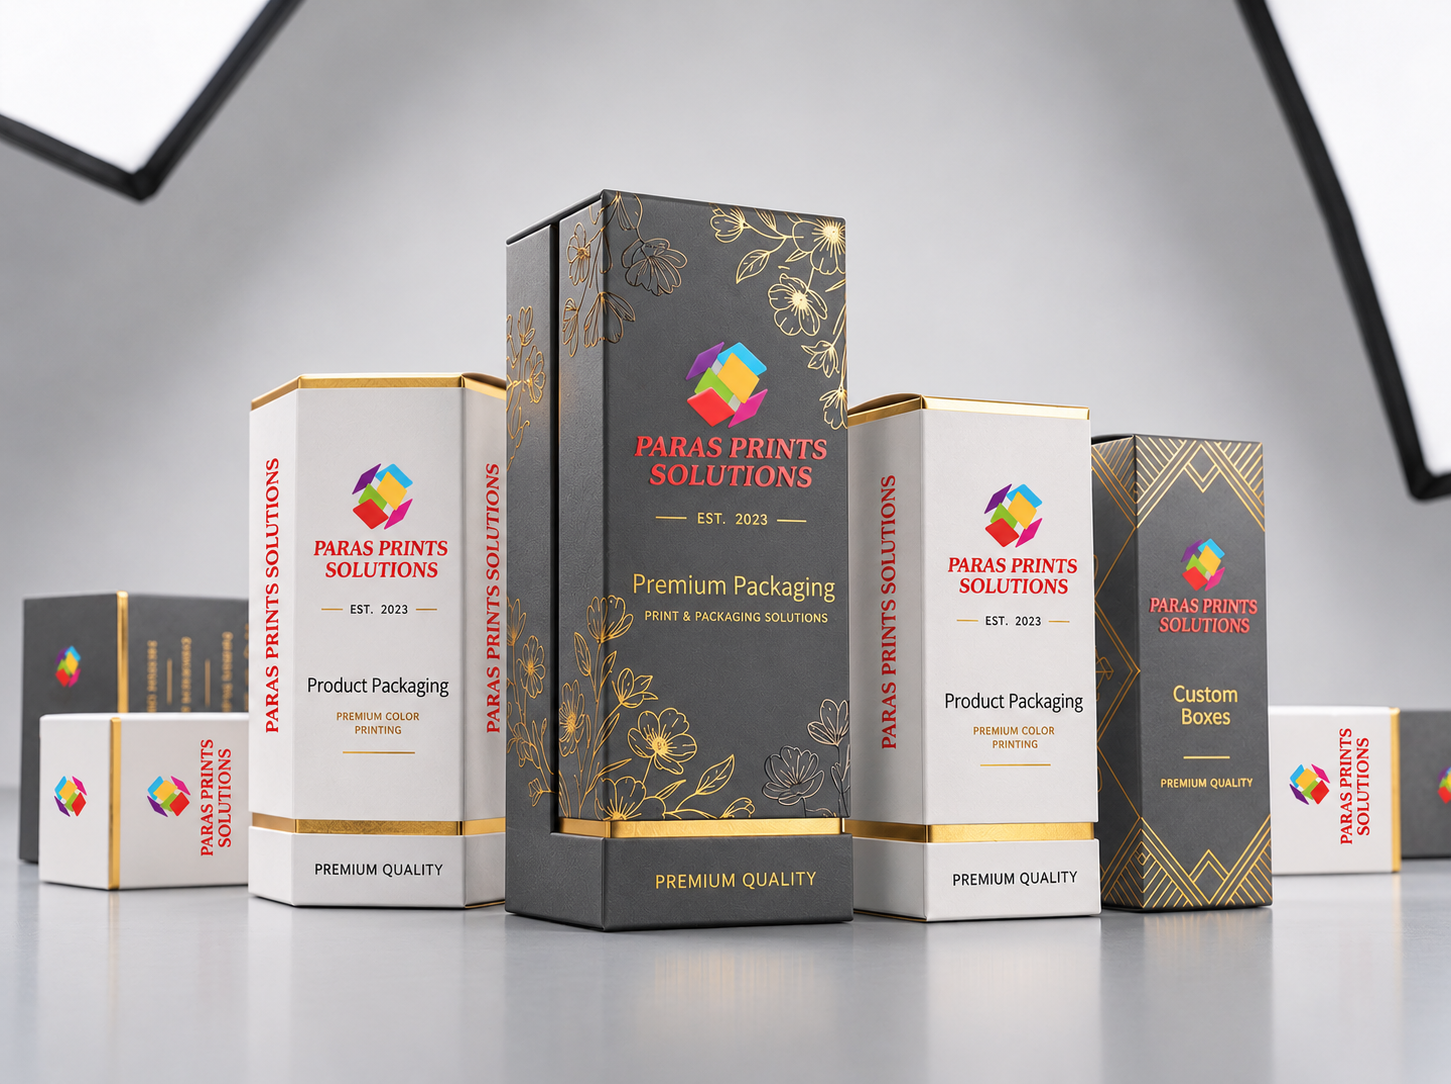 PARAS PRINTS
SOLUTIONS
PARAS PRINTS SOLUTIONS
PARAS PRINTS
SOLUTIONS
EST. 2023
Product Packaging
PREMIUM COLOR
PRINTING
PREMIUM QUALITY
PARAS PRINTS SOLUTIONS
PARAS PRINTS
SOLUTIONS
EST. 2023
Premium Packaging
PRINT & PACKAGING SOLUTIONS
PREMIUM QUALITY
PARAS PRINTS SOLUTIONS
PARAS PRINTS
SOLUTIONS
EST. 2023
Product Packaging
PREMIUM COLOR
PRINTING
PREMIUM QUALITY
PARAS PRINTS
SOLUTIONS
Custom
Boxes
PREMIUM QUALITY
PARAS PRINTS
SOLUTIONS